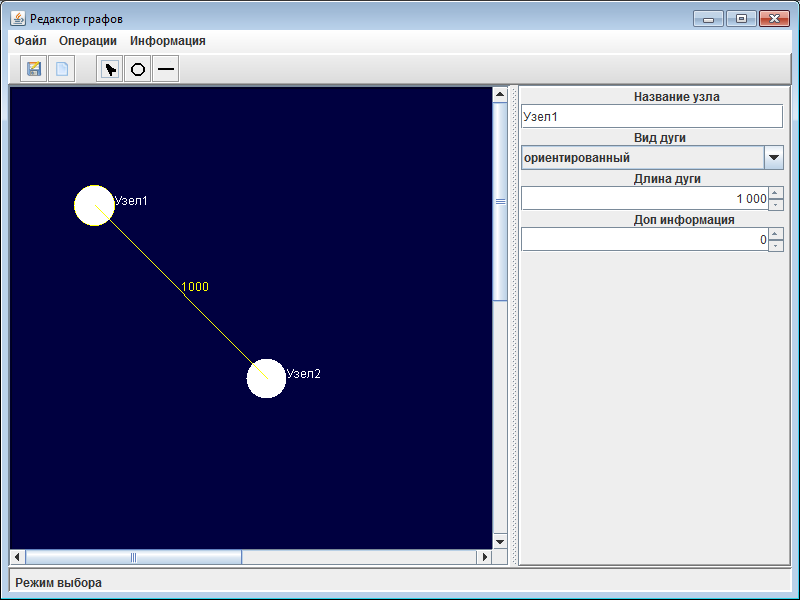 Редактор графов
Файл Операции Информация
Название узла
Узел1
Вид дуги
ориентированный
Длина дуги
1 000
Доп информация
0
Узел1
1000
Узел2
Режим выбора